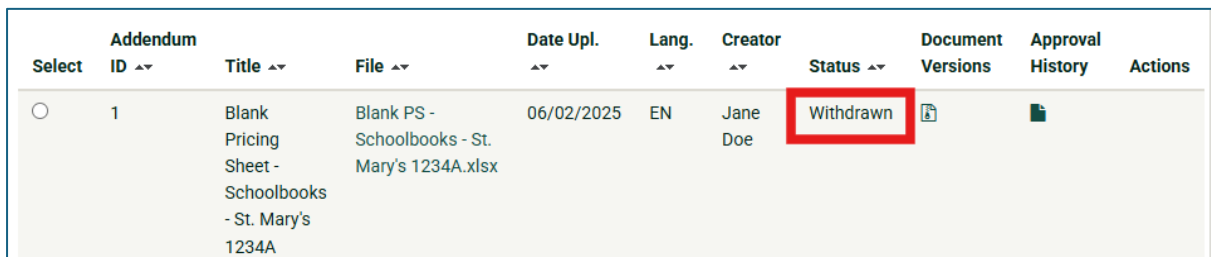 Select
Addendum
ID
Title
File
Date Upl.
Lang.
Creator
Status
Document
Versions
Approval
History
Actions
1
Blank
Pricing
Sheet -
Schoolbooks
- St. Mary's
1234A
Blank PS -
Schoolbooks - St.
Mary's 1234A.xlsx
06/02/2025
EN
Jane
Doe
Withdrawn